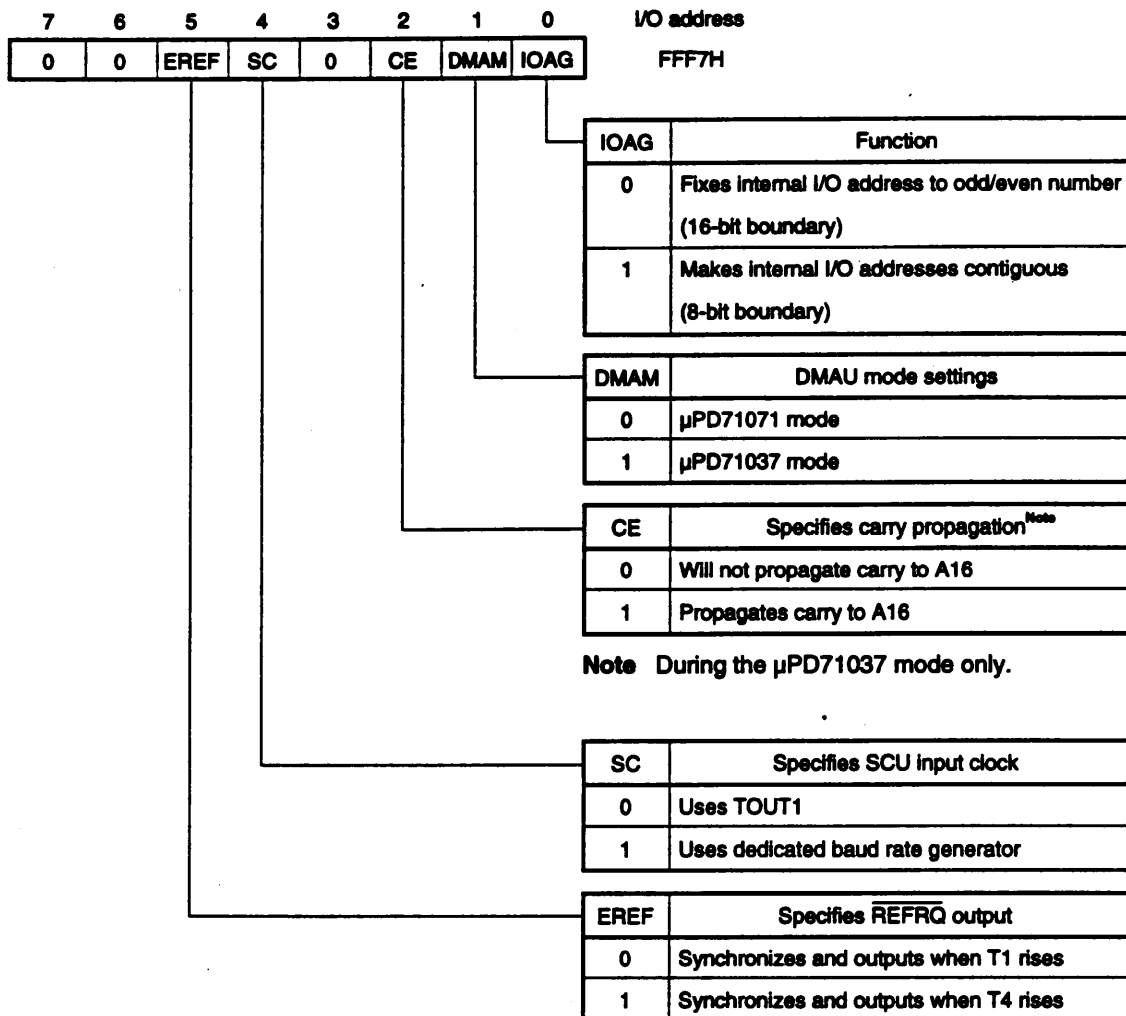 7 6 5 4 3 2 1 0 I/O address
0 0 EREF SC 0 CE DMAM IOAG FFF7H
IOAG Function
0 Fixes internal I/O address to odd/even number
(16-bit boundary)
1 Makes internal I/O addresses contiguous
(8-bit boundary)
DMAM DMAU mode settings
0 µPD71071 mode
1 µPD71037 mode
CE Specifies carry propagation Note
0 Will not propagate carry to A16
1 Propagates carry to A16
Note During the µPD71037 mode only.
SC Specifies SCU input clock
0 Uses TOUT1
1 Uses dedicated baud rate generator
EREF Specifies REFRQ output
0 Synchronizes and outputs when T1 rises
1 Synchronizes and outputs when T4 rises